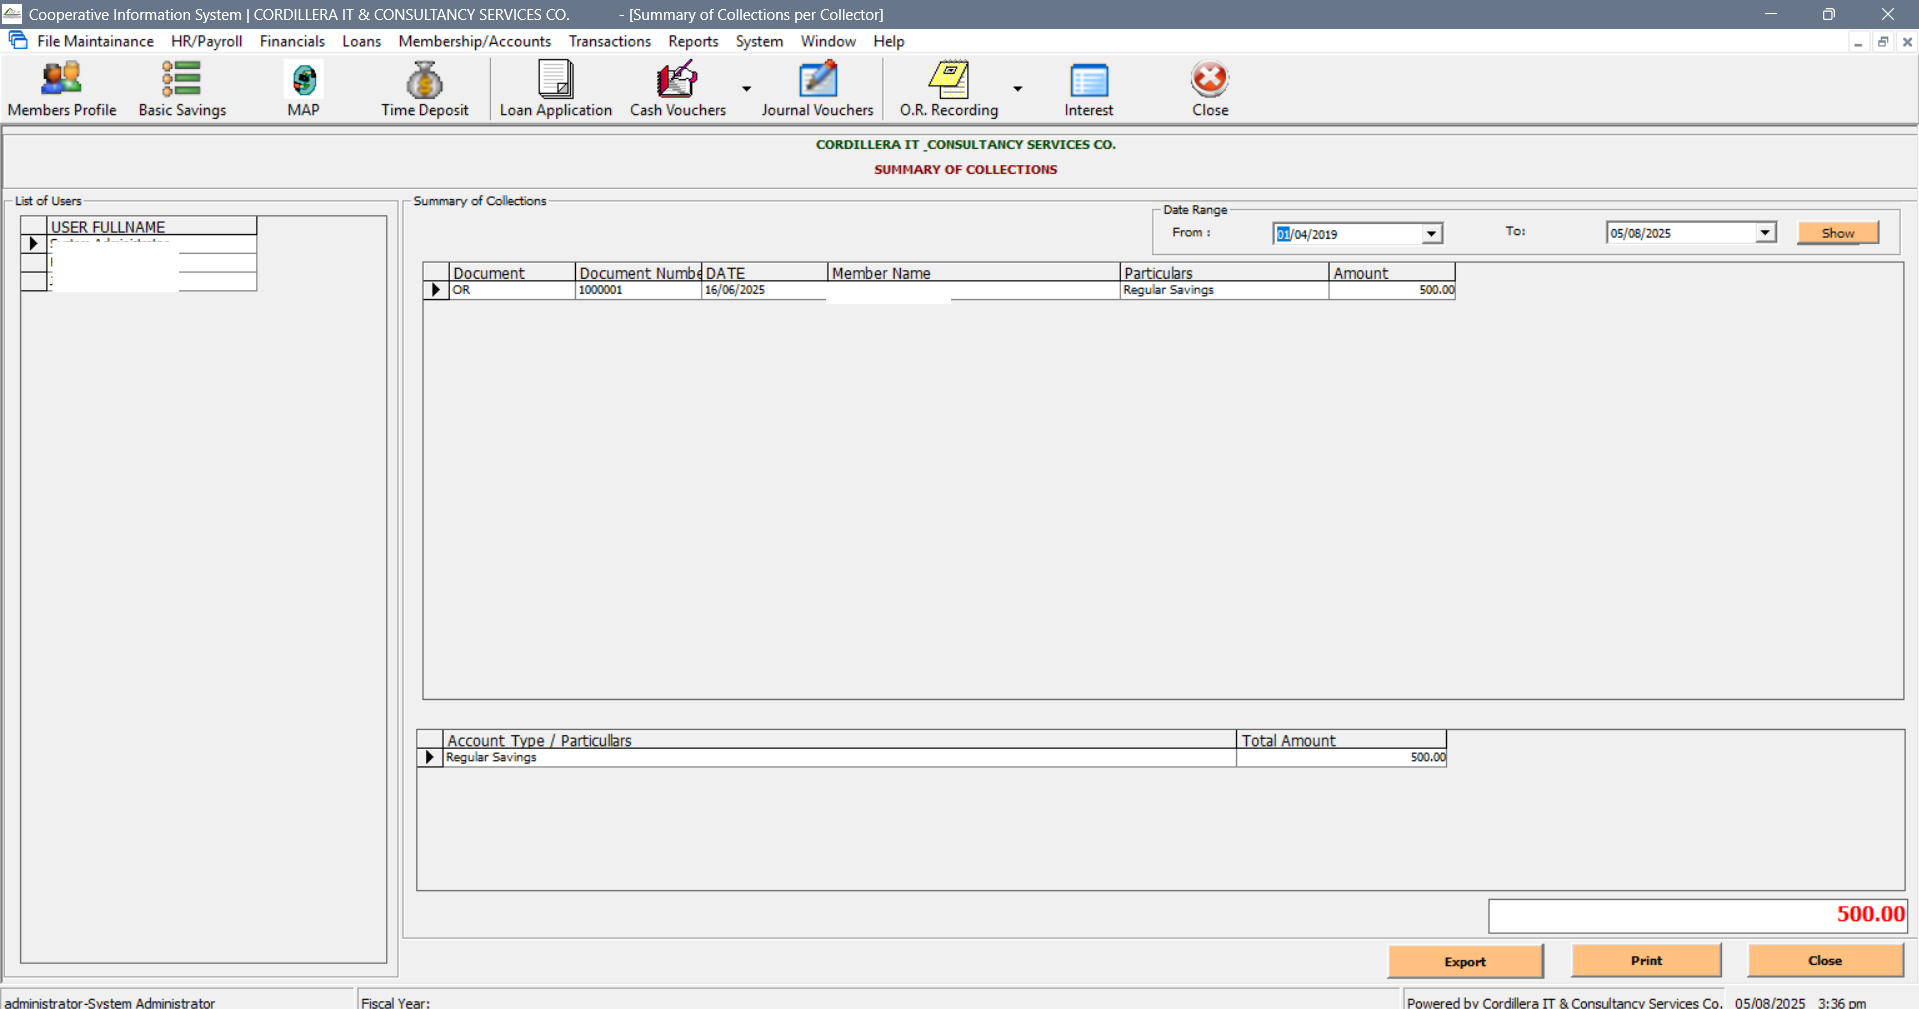 Cooperative Information System | CORDILLERA IT & CONSULTANCY SERVICES CO. - [Summary of Collections per Collector]
File Maintainance HR/Payroll Financials Loans Membership/Accounts Transactions Reports System Window Help
Members Profile Basic Savings MAP Time Deposit Loan Application Cash Vouchers Journal Vouchers O.R. Recording Interest Close
CORDILLERA IT _CONSULTANCY SERVICES CO.
SUMMARY OF COLLECTIONS
List of Users
USER FULLNAME
Summary of Collections
Date Range
From : 01/04/2019 To: 05/08/2025 Show
Document Document Numbe DATE Member Name Particulars Amount
OR 1000001 16/06/2025 Regular Savings 500.00
Account Type / Particullars Total Amount
Regular Savings 500.00
500.00
Export Print Close
administrator-System Administrator Fiscal Year: Powered by Cordillera IT & Consultancy Services Co. 05/08/2025 3:36 pm